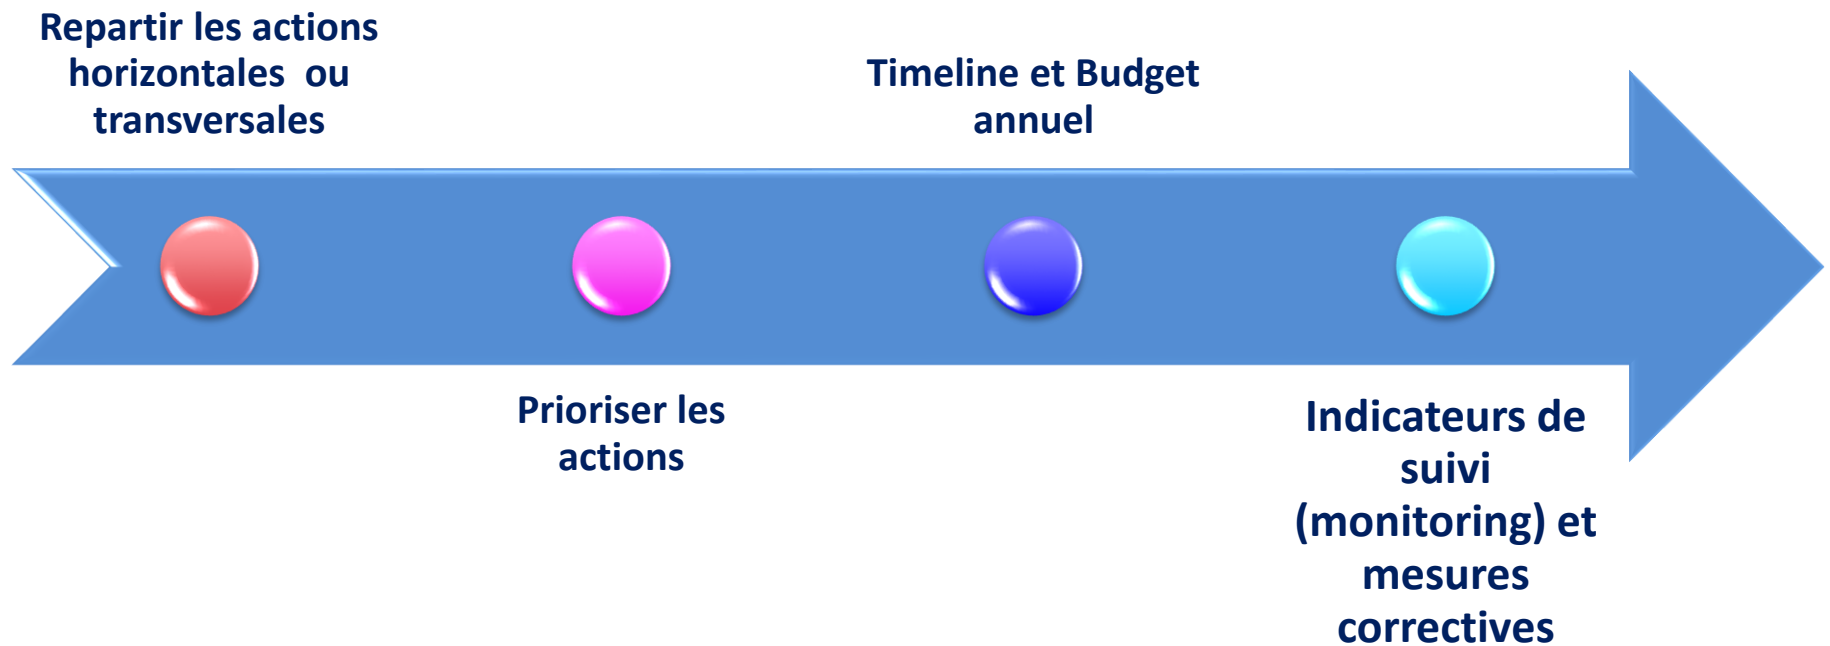 Repartir les actions
horizontales ou
transversales
Prioriser les
actions
Timeline et Budget
annuel
Indicateurs de
suivi
(monitoring) et
mesures
correctives